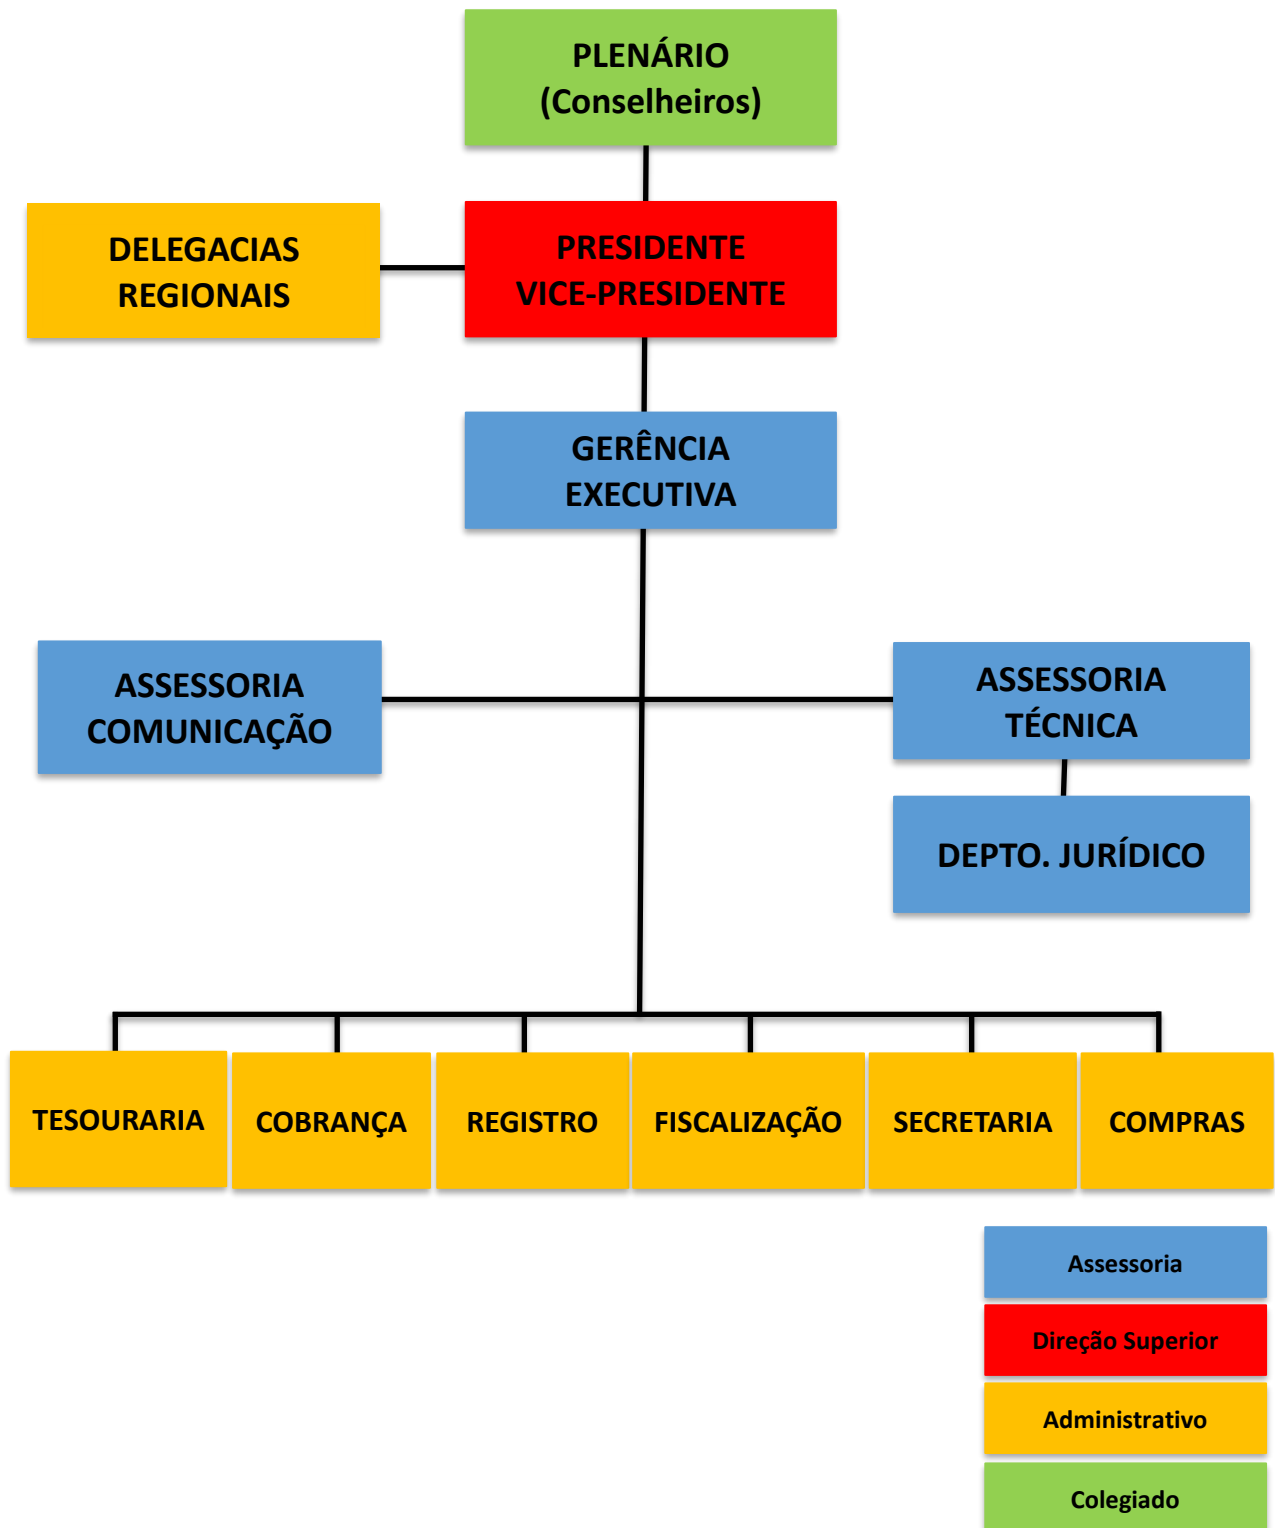 PLENÁRIO
(Conselheiros)
DELEGACIAS
REGIONAIS
PRESIDENTE
VICE-PRESIDENTE
GERÊNCIA
EXECUTIVA
ASSESSORIA
COMUNICAÇÃO
ASSESSORIA
TÉCNICA
DEPTO. JURÍDICO
TESOURARIA
COBRANÇA
REGISTRO
FISCALIZAÇÃO
SECRETARIA
COMPRAS
Assessoria
Direção Superior
Administrativo
Colegiado